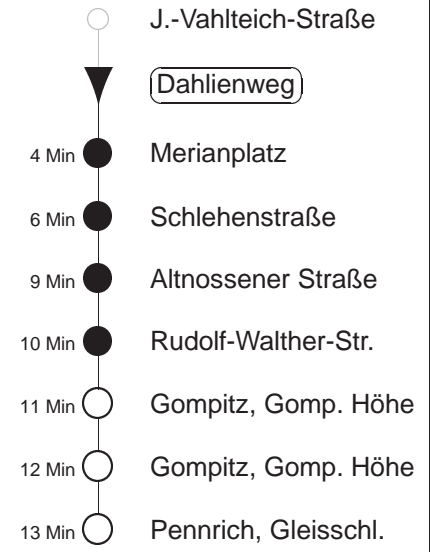 J.-Vahlteich-Straße
Dahlienweg
4 Min Merianplatz
6 Min Schlehenstraße
9 Min Altnossener Straße
10 Min Rudolf-Walther-Str.
11 Min Gompitz, Gomp. Höhe
12 Min Gompitz, Gomp. Höhe
13 Min Pennrich, Gleisschl.